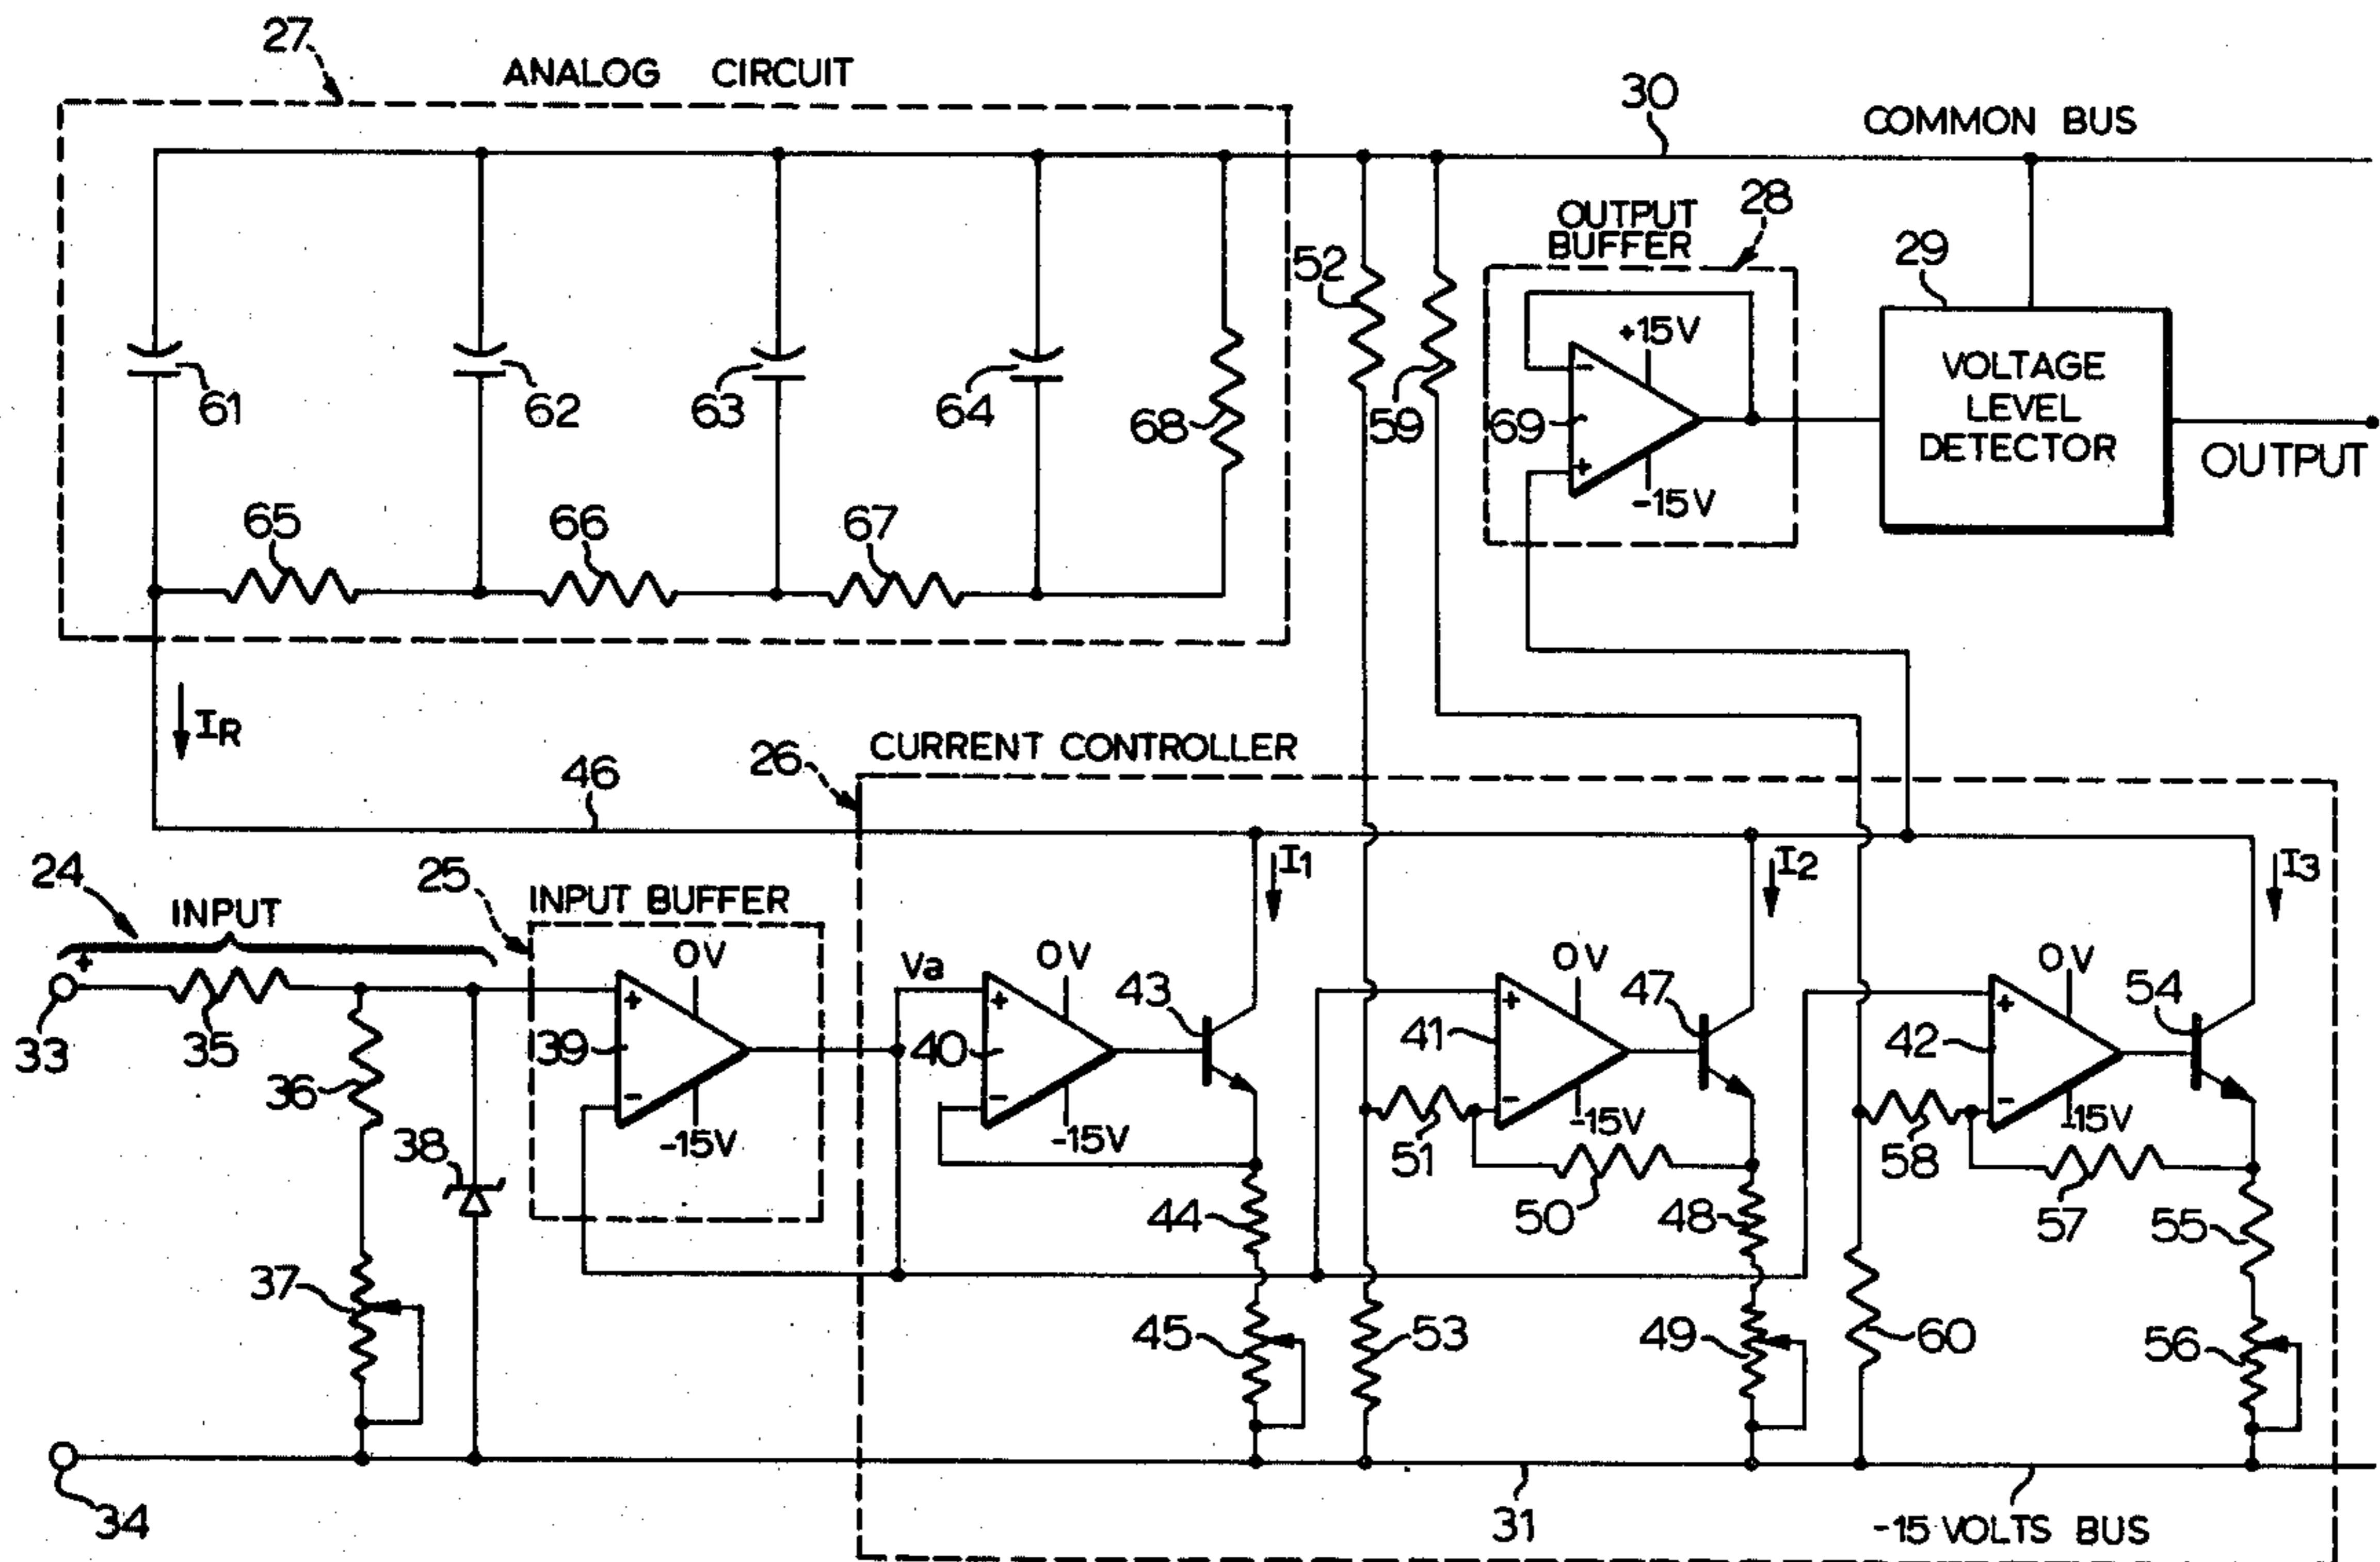 27
ANALOG CIRCUIT
30
COMMON BUS
OUTPUT
BUFFER
28
29
52
59
+15V
-
69
+
-15V
VOLTAGE
LEVEL
DETECTOR
OUTPUT
61
62
63
64
68
65
66
67
IR
46
26
CURRENT CONTROLLER
I1
I2
I3
24
INPUT
25
INPUT BUFFER
+
33
35
36
37
38
34
0V
+
39
-
-15V
Va
0V
+
40
-
-15V
43
44
45
0V
+
41
-
-15V
47
51
50
48
53
49
0V
+
42
-
-15V
54
58
57
55
60
56
31
-15 VOLTS BUS